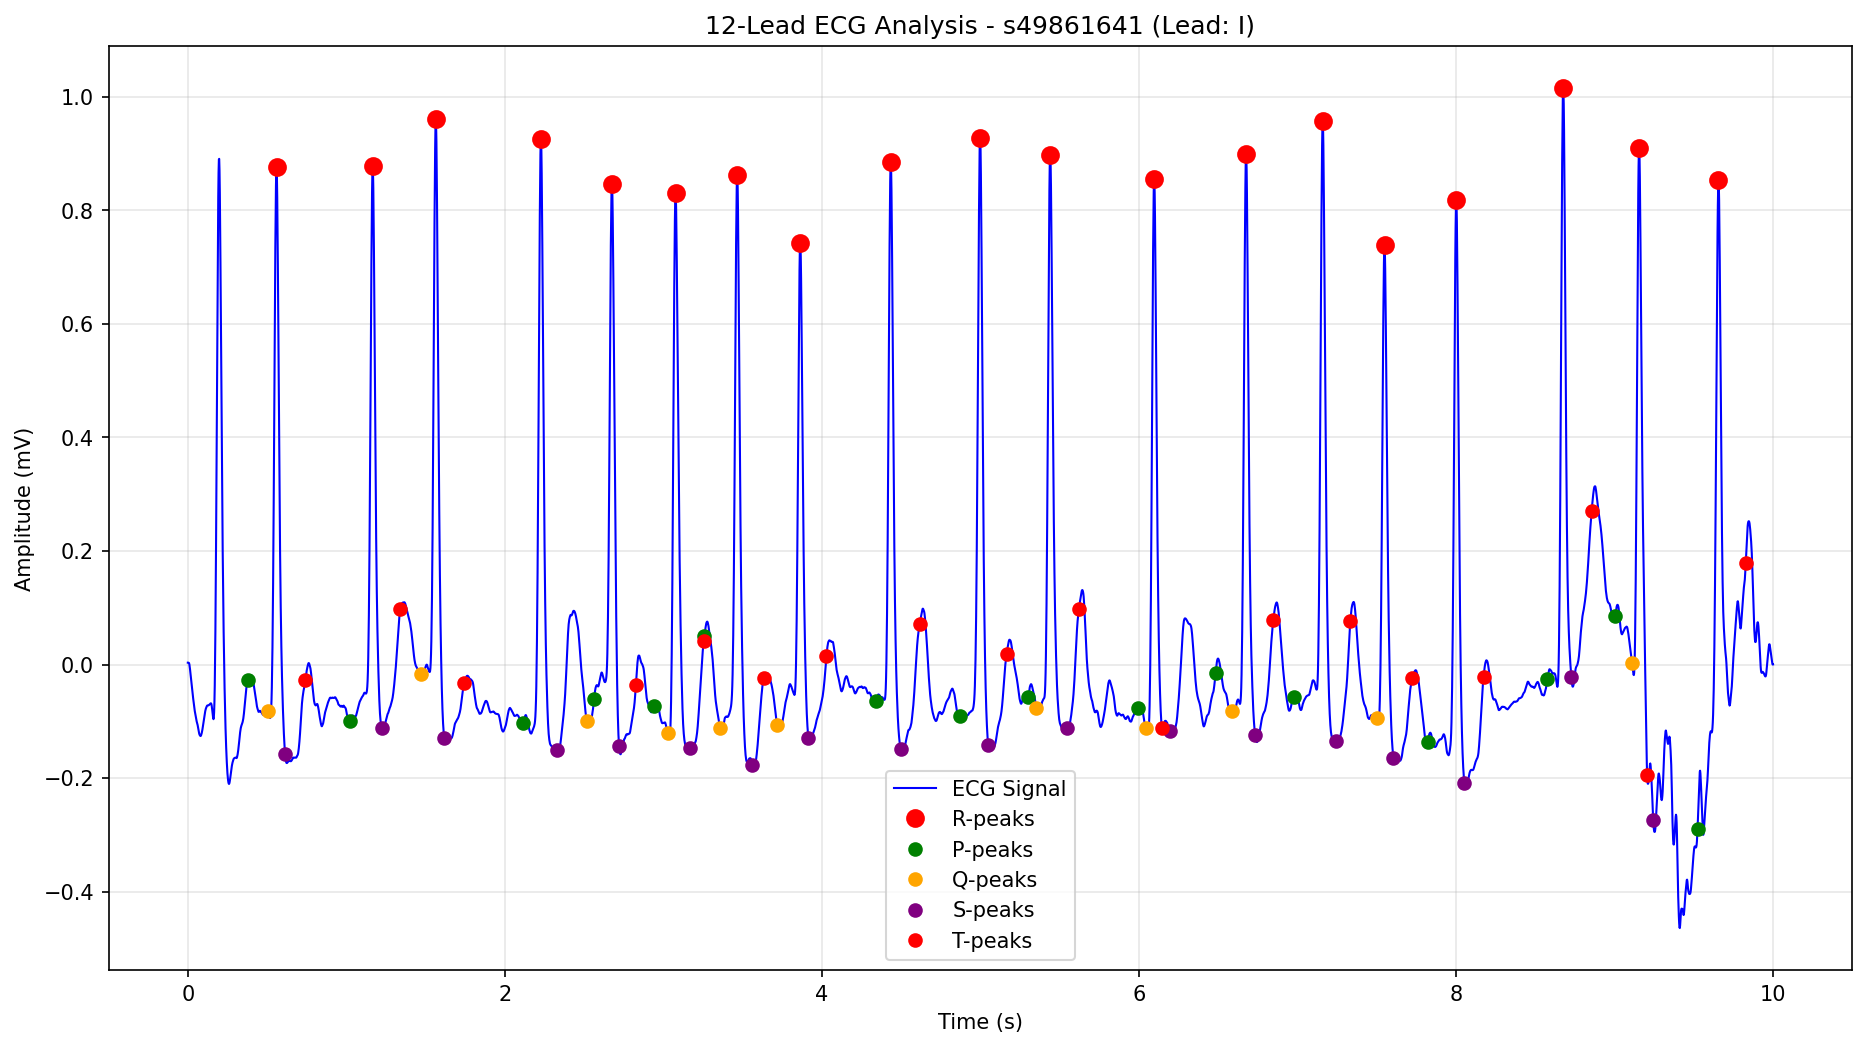 12-Lead ECG Analysis - s49861641 (Lead: I)
Amplitude (mV)
1.0
0.8
0.6
0.4
0.2
0.0
−0.2
−0.4
ECG Signal
R-peaks
P-peaks
Q-peaks
S-peaks
T-peaks
0 2 4 6 8 10
Time (s)